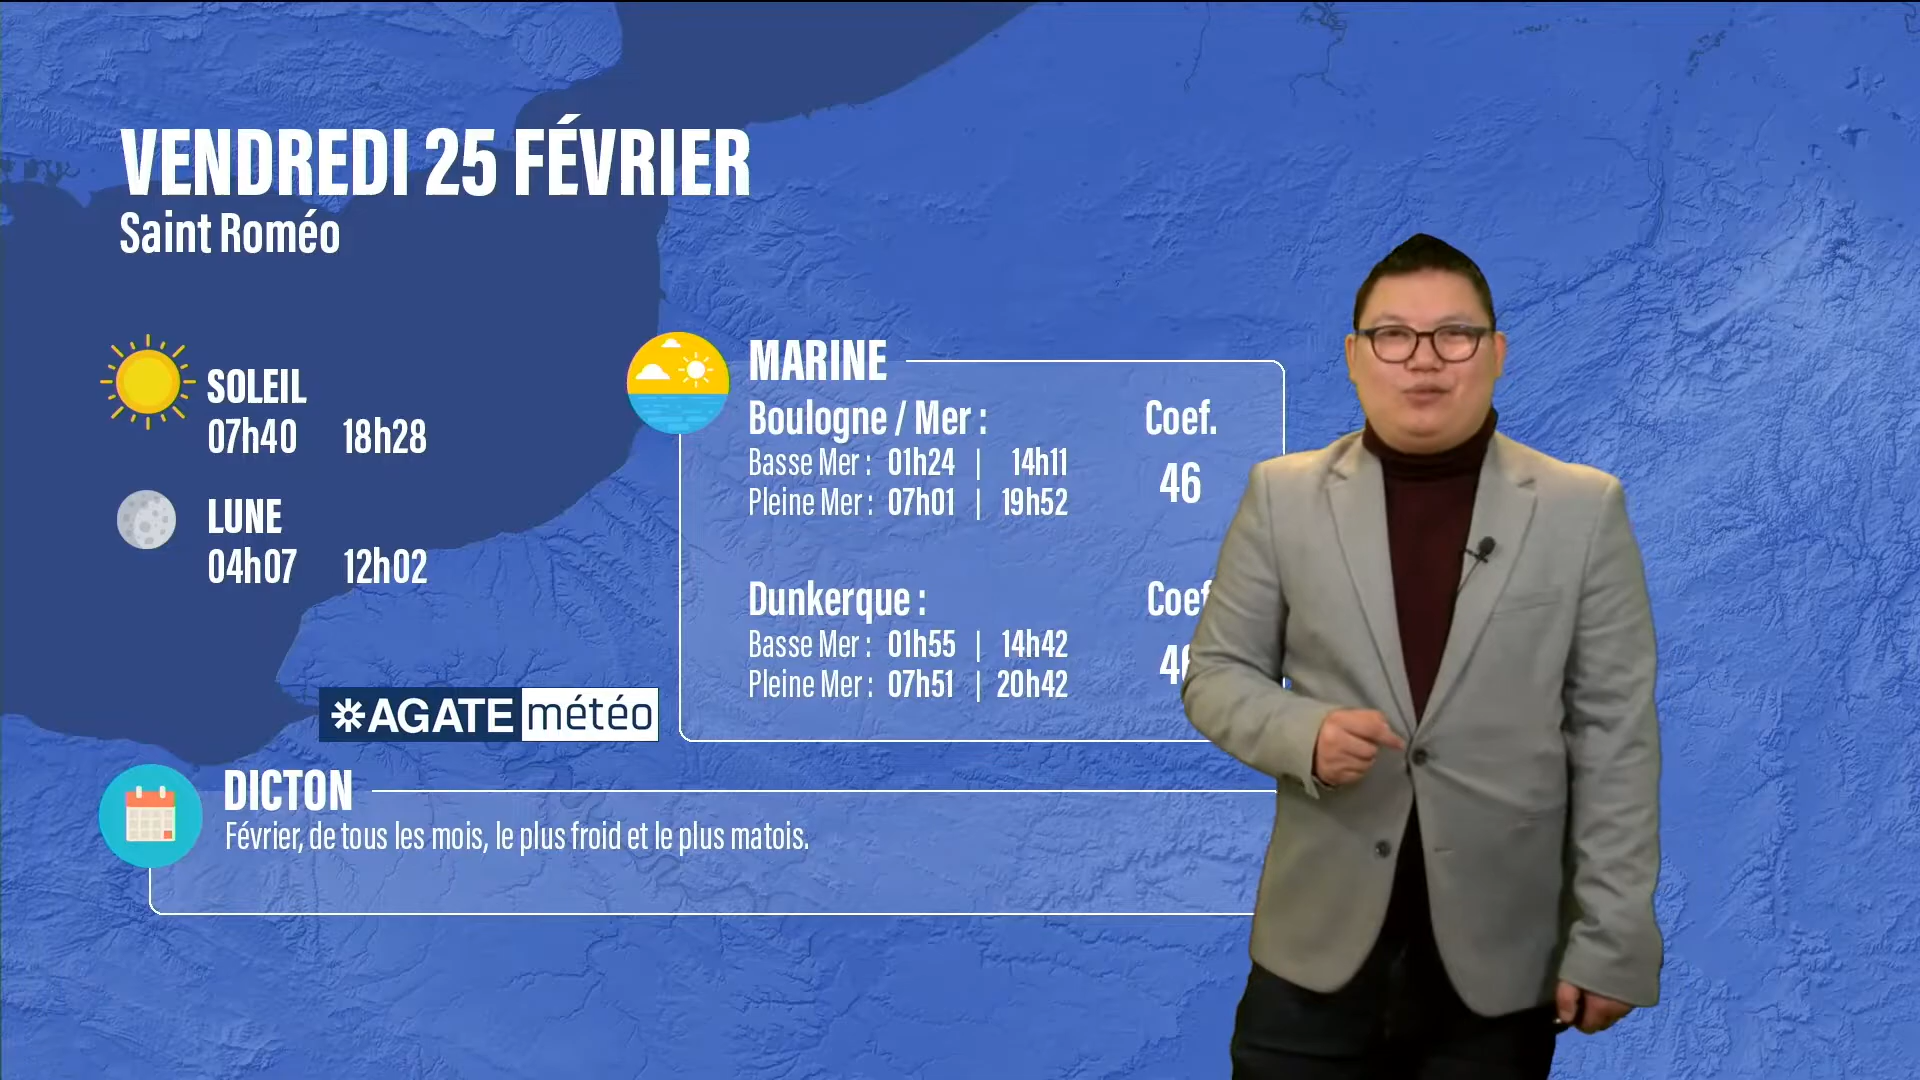 VENDREDI 25 FÉVRIER
Saint Roméo
SOLEIL
07h40 18h28
LUNE
04h07 12h02
MARINE
Boulogne / Mer : Coef.
Basse Mer : 01h24 | 14h11
46
Pleine Mer : 07h01 | 19h52
Dunkerque : Coef
Basse Mer : 01h55 | 14h42
Pleine Mer : 07h51 | 20h42
AGATE météo
DICTON
Février, de tous les mois, le plus froid et le plus matois.